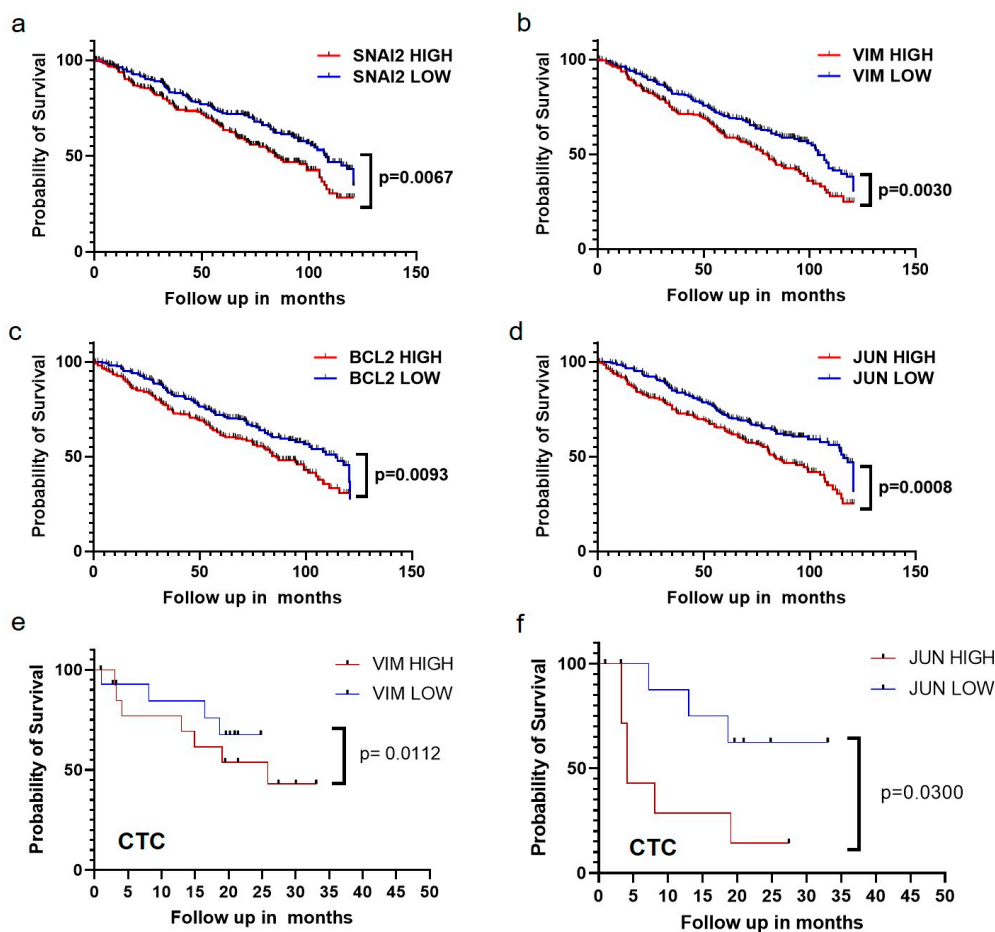 a
SNAI2 HIGH
SNAI2 LOW
100
50
0
0 50 100 150
Probability of Survival
Follow up in months
p=0.0067
b
VIM HIGH
VIM LOW
100
50
0
0 50 100 150
Probability of Survival
Follow up in months
p=0.0030
c
BCL2 HIGH
BCL2 LOW
100
50
0
0 50 100 150
Probability of Survival
Follow up in months
p=0.0093
d
JUN HIGH
JUN LOW
100
50
0
0 50 100 150
Probability of Survival
Follow up in months
p=0.0008
e
VIM HIGH
VIM LOW
100
50
0
0 5 10 15 20 25 30 35 40 45 50
Probability of Survival
Follow up in months
p= 0.0112
CTC
f
JUN HIGH
JUN LOW
100
50
0
0 5 10 15 20 25 30 35 40 45 50
Probability of Survival
Follow up in months
p=0.0300
CTC